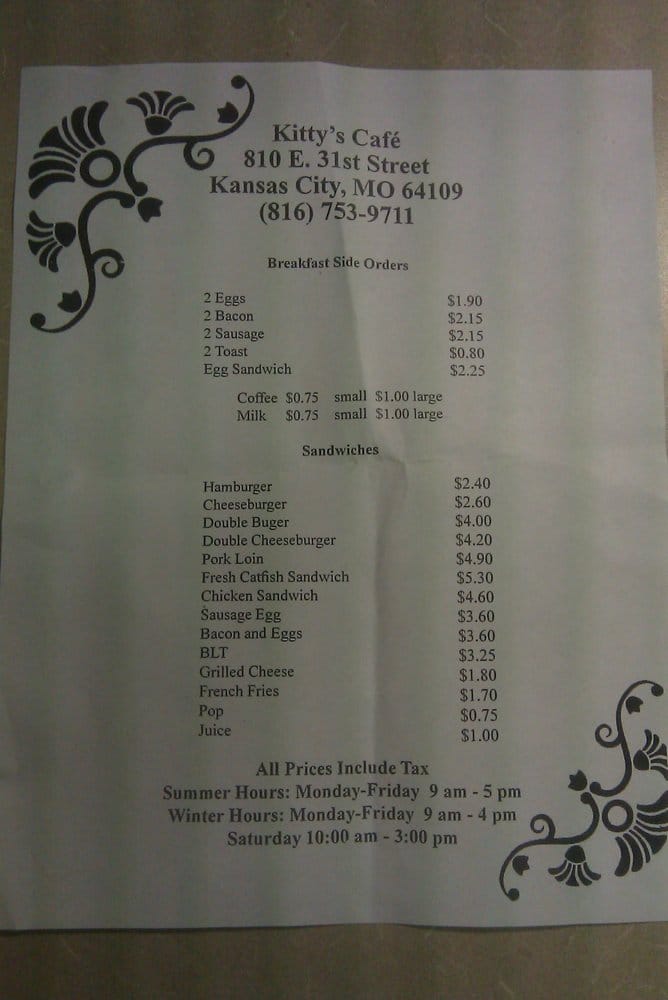 Kitty's Café
810 E. 31st Street
Kansas City, MO 64109
(816) 753-9711
Breakfast Side Orders
2 Eggs $1.90
2 Bacon $2.15
2 Sausage $2.15
2 Toast $0.80
Egg Sandwich $2.25
Coffee $0.75 small $1.00 large
Milk $0.75 small $1.00 large
Sandwiches
Hamburger $2.40
Cheeseburger $2.60
Double Buger $4.00
Double Cheeseburger $4.20
Pork Loin $4.90
Fresh Catfish Sandwich $5.30
Chicken Sandwich $4.60
Sausage Egg $3.60
Bacon and Eggs $3.60
BLT $3.25
Grilled Cheese $1.80
French Fries $1.70
Pop $0.75
Juice $1.00
All Prices Include Tax
Summer Hours: Monday-Friday 9 am - 5 pm
Winter Hours: Monday-Friday 9 am - 4 pm
Saturday 10:00 am - 3:00 pm